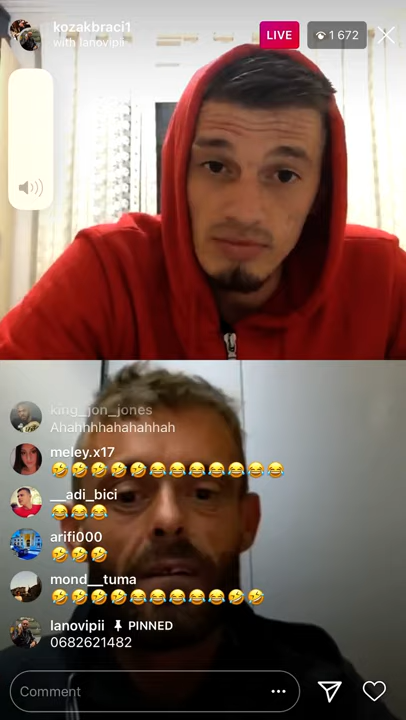 kozakbraci1
with lanovipii
LIVE
1 672
king_jon_jones
Ahahhhhahahahhah
meley.x17
🤣🤣🤣🤣🤣😂😂😂😂😂😂😂
__adi_bici
😂😂😂
arifi000
🤣🤣🤣
mond__tuma
🤣🤣🤣🤣😂😂😂😂😂🤣🤣
lanovipii PINNED
0682621482
Comment